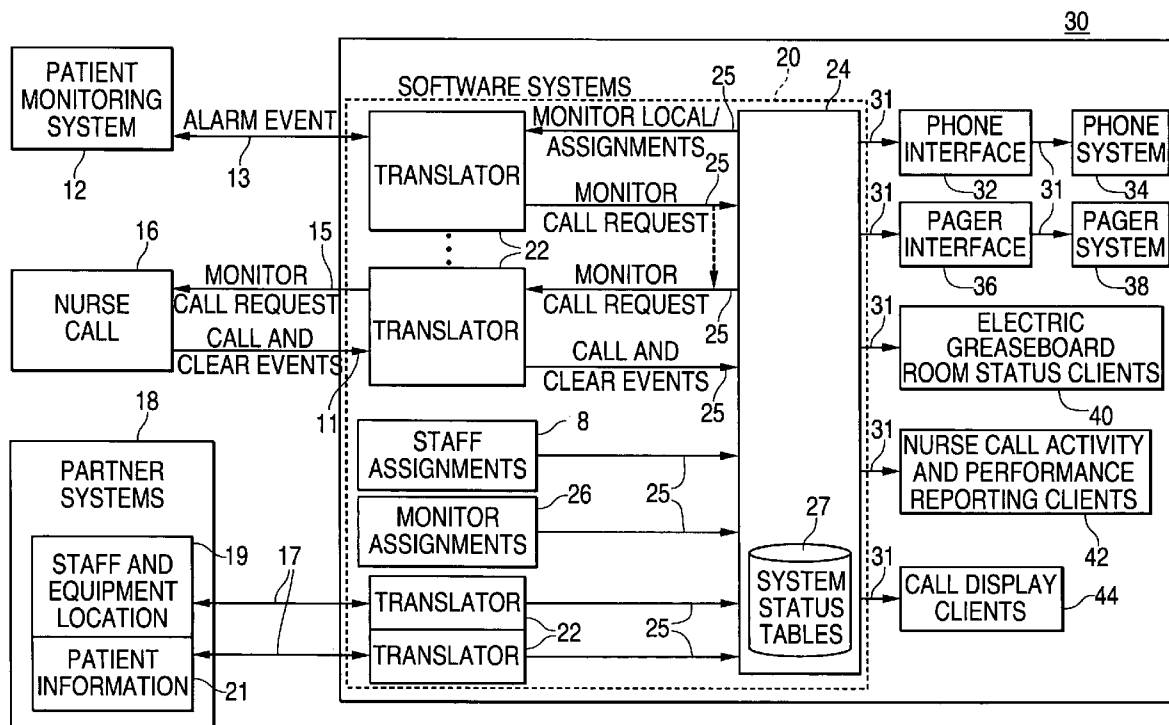 30
PATIENT
MONITORING
SYSTEM
12
ALARM EVENT
13
SOFTWARE SYSTEMS
20
24
TRANSLATOR
22
25
MONITOR LOCAL/
ASSIGNMENTS
25
MONITOR
CALL REQUEST
31
PHONE
INTERFACE
32
31
PHONE
SYSTEM
34
31
PAGER
INTERFACE
36
PAGER
SYSTEM
38
16
NURSE
CALL
15
MONITOR
CALL REQUEST
CALL AND
CLEAR EVENTS
11
TRANSLATOR
MONITOR
CALL REQUEST
25
CALL AND
CLEAR EVENTS
25
31
ELECTRIC
GREASEBOARD
ROOM STATUS CLIENTS
40
18
PARTNER
SYSTEMS
19
STAFF AND
EQUIPMENT
LOCATION
PATIENT
INFORMATION
21
17
8
STAFF
ASSIGNMENTS
25
26
MONITOR
ASSIGNMENTS
TRANSLATOR
22
TRANSLATOR
25
27
SYSTEM
STATUS
TABLES
31
NURSE CALL ACTIVITY
AND PERFORMANCE
REPORTING CLIENTS
42
31
CALL DISPLAY
CLIENTS
44